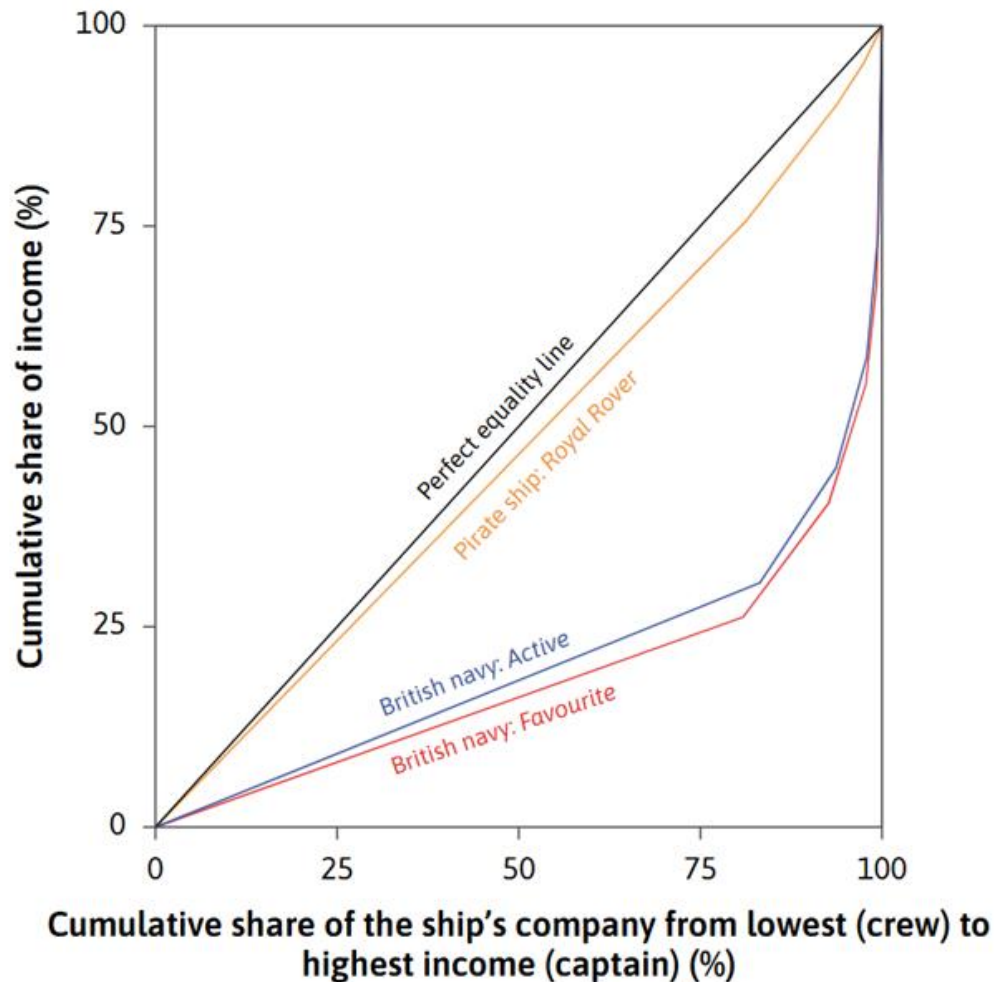 100
75
50
25
0
Cumulative share of income (%)
Perfect equality line
Pirate ship: Royal Rover
British navy: Active
British navy: Favourite
0 25 50 75 100
Cumulative share of the ship’s company from lowest (crew) to
highest income (captain) (%)